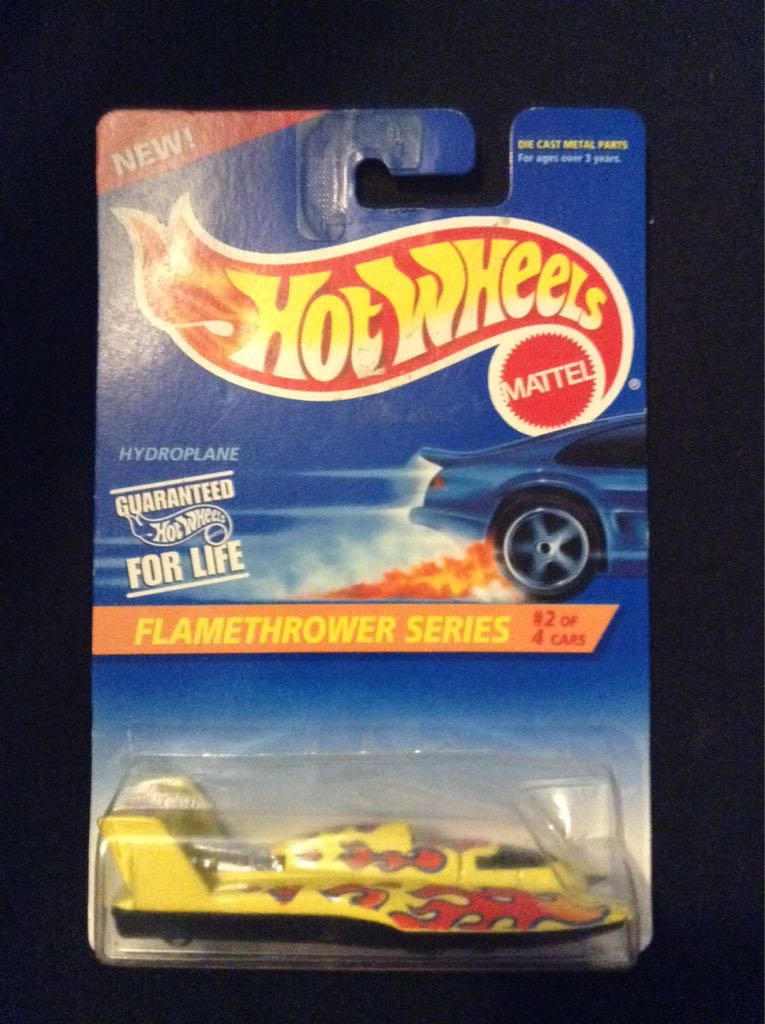 NEW!
DIE CAST METAL PARTS
For ages over 3 years.
HOT WHEELS
MATTEL
®
HYDROPLANE
GUARANTEED
HOT WHEELS
FOR LIFE
FLAMETHROWER SERIES
#2 OF
4 CARS